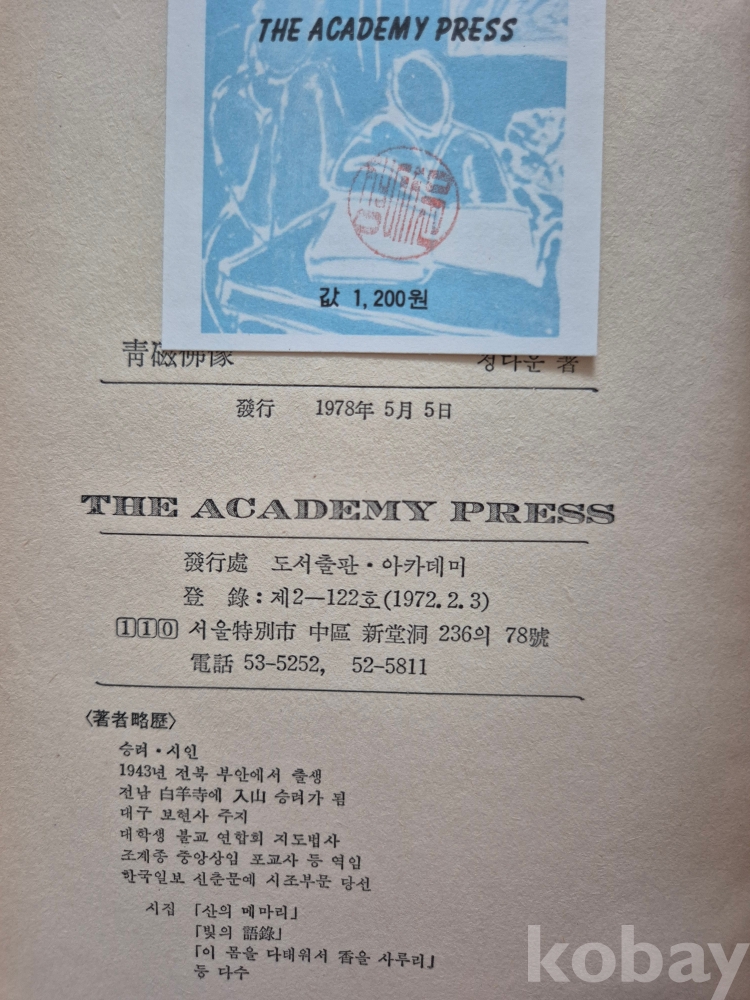 THE ACADEMY PRESS
값 1,200원
靑磁佛像 정다운 著
發行 1978年 5月 5日
THE ACADEMY PRESS
發行處 도서출판·아카데미
登 錄:제2—122호(1972.2.3)
110 서울特別市 中區 新堂洞 236의 78號
電話 53-5252, 52-5811
〈著者略歷〉
승려·시인
1943년 전북 부안에서 출생
전남 白羊寺에 入山 승려가 됨
대구 보현사 주지
대학생 불교 연합회 지도법사
조계종 중앙상임 포교사 등 역임
한국일보 신춘문예 시조부문 당선
시집 「산의 메마리」
「빛의 語錄」
「이 몸을 다태워서 香을 사루리」
등 다수
kobay